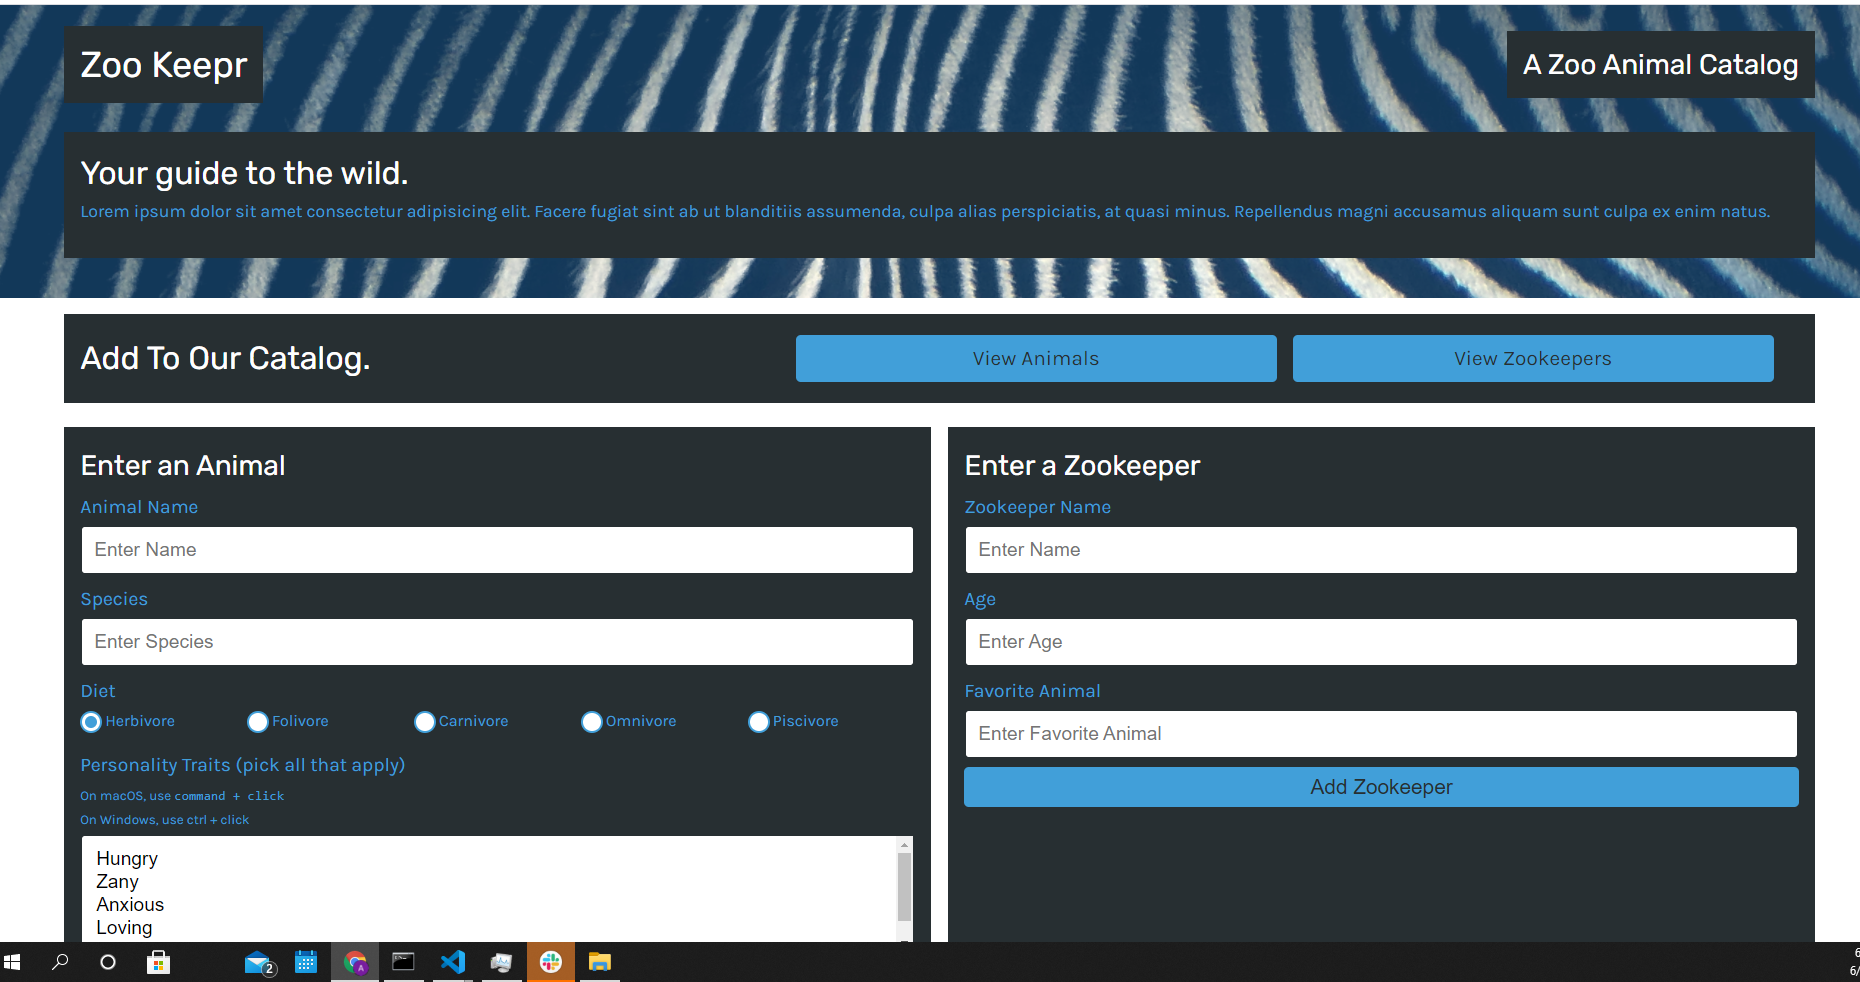 Zoo Keepr
A Zoo Animal Catalog
Your guide to the wild.
Lorem ipsum dolor sit amet consectetur adipisicing elit. Facere fugiat sint ab ut blanditiis assumenda, culpa alias perspiciatis, at quasi minus. Repellendus magni accusamus aliquam sunt culpa ex enim natus.
Add To Our Catalog.
View Animals
View Zookeepers
Enter an Animal
Animal Name
Enter Name
Species
Enter Species
Diet
Herbivore Folivore Carnivore Omnivore Piscivore
Personality Traits (pick all that apply)
On macOS, use command + click
On Windows, use ctrl + click
Hungry
Zany
Anxious
Loving
Enter a Zookeeper
Zookeeper Name
Enter Name
Age
Enter Age
Favorite Animal
Enter Favorite Animal
Add Zookeeper
2
A
6
6/